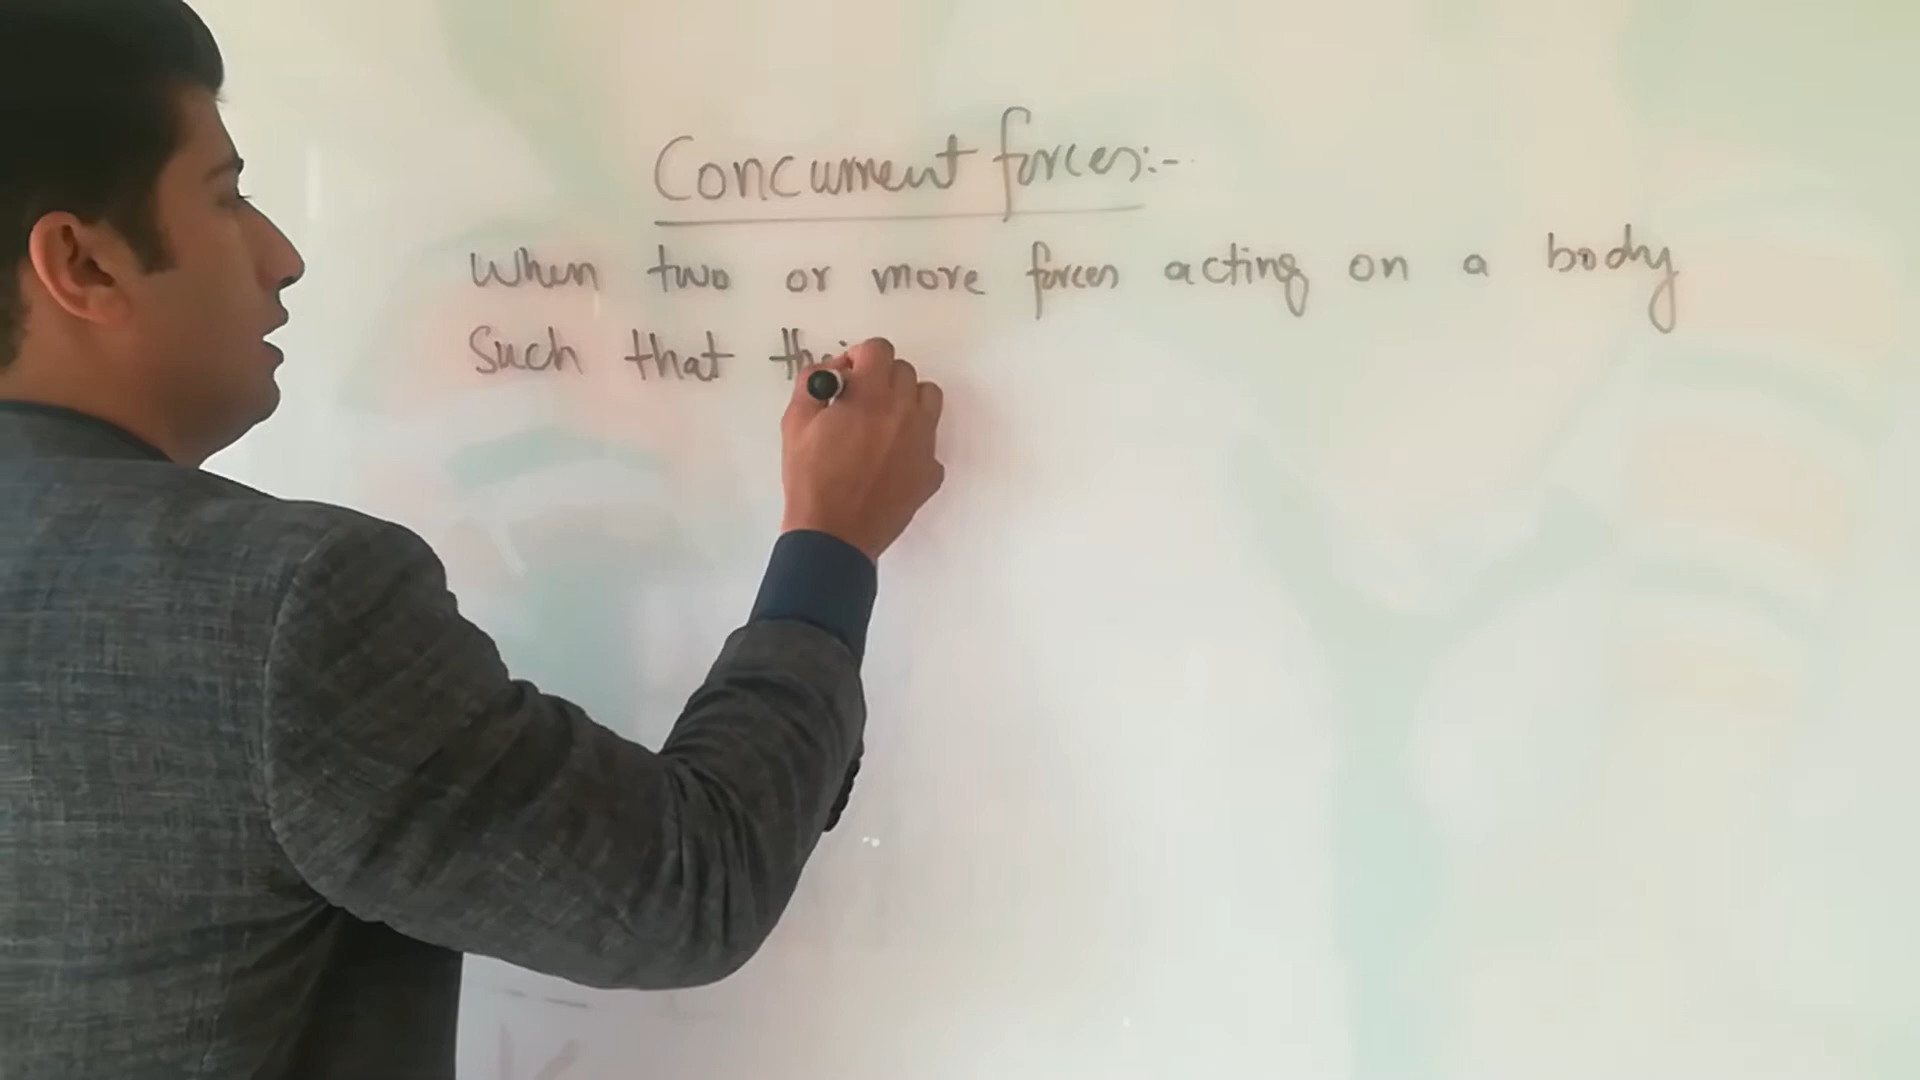 Concurrent forces:-
When two or more forces acting on a body
Such that